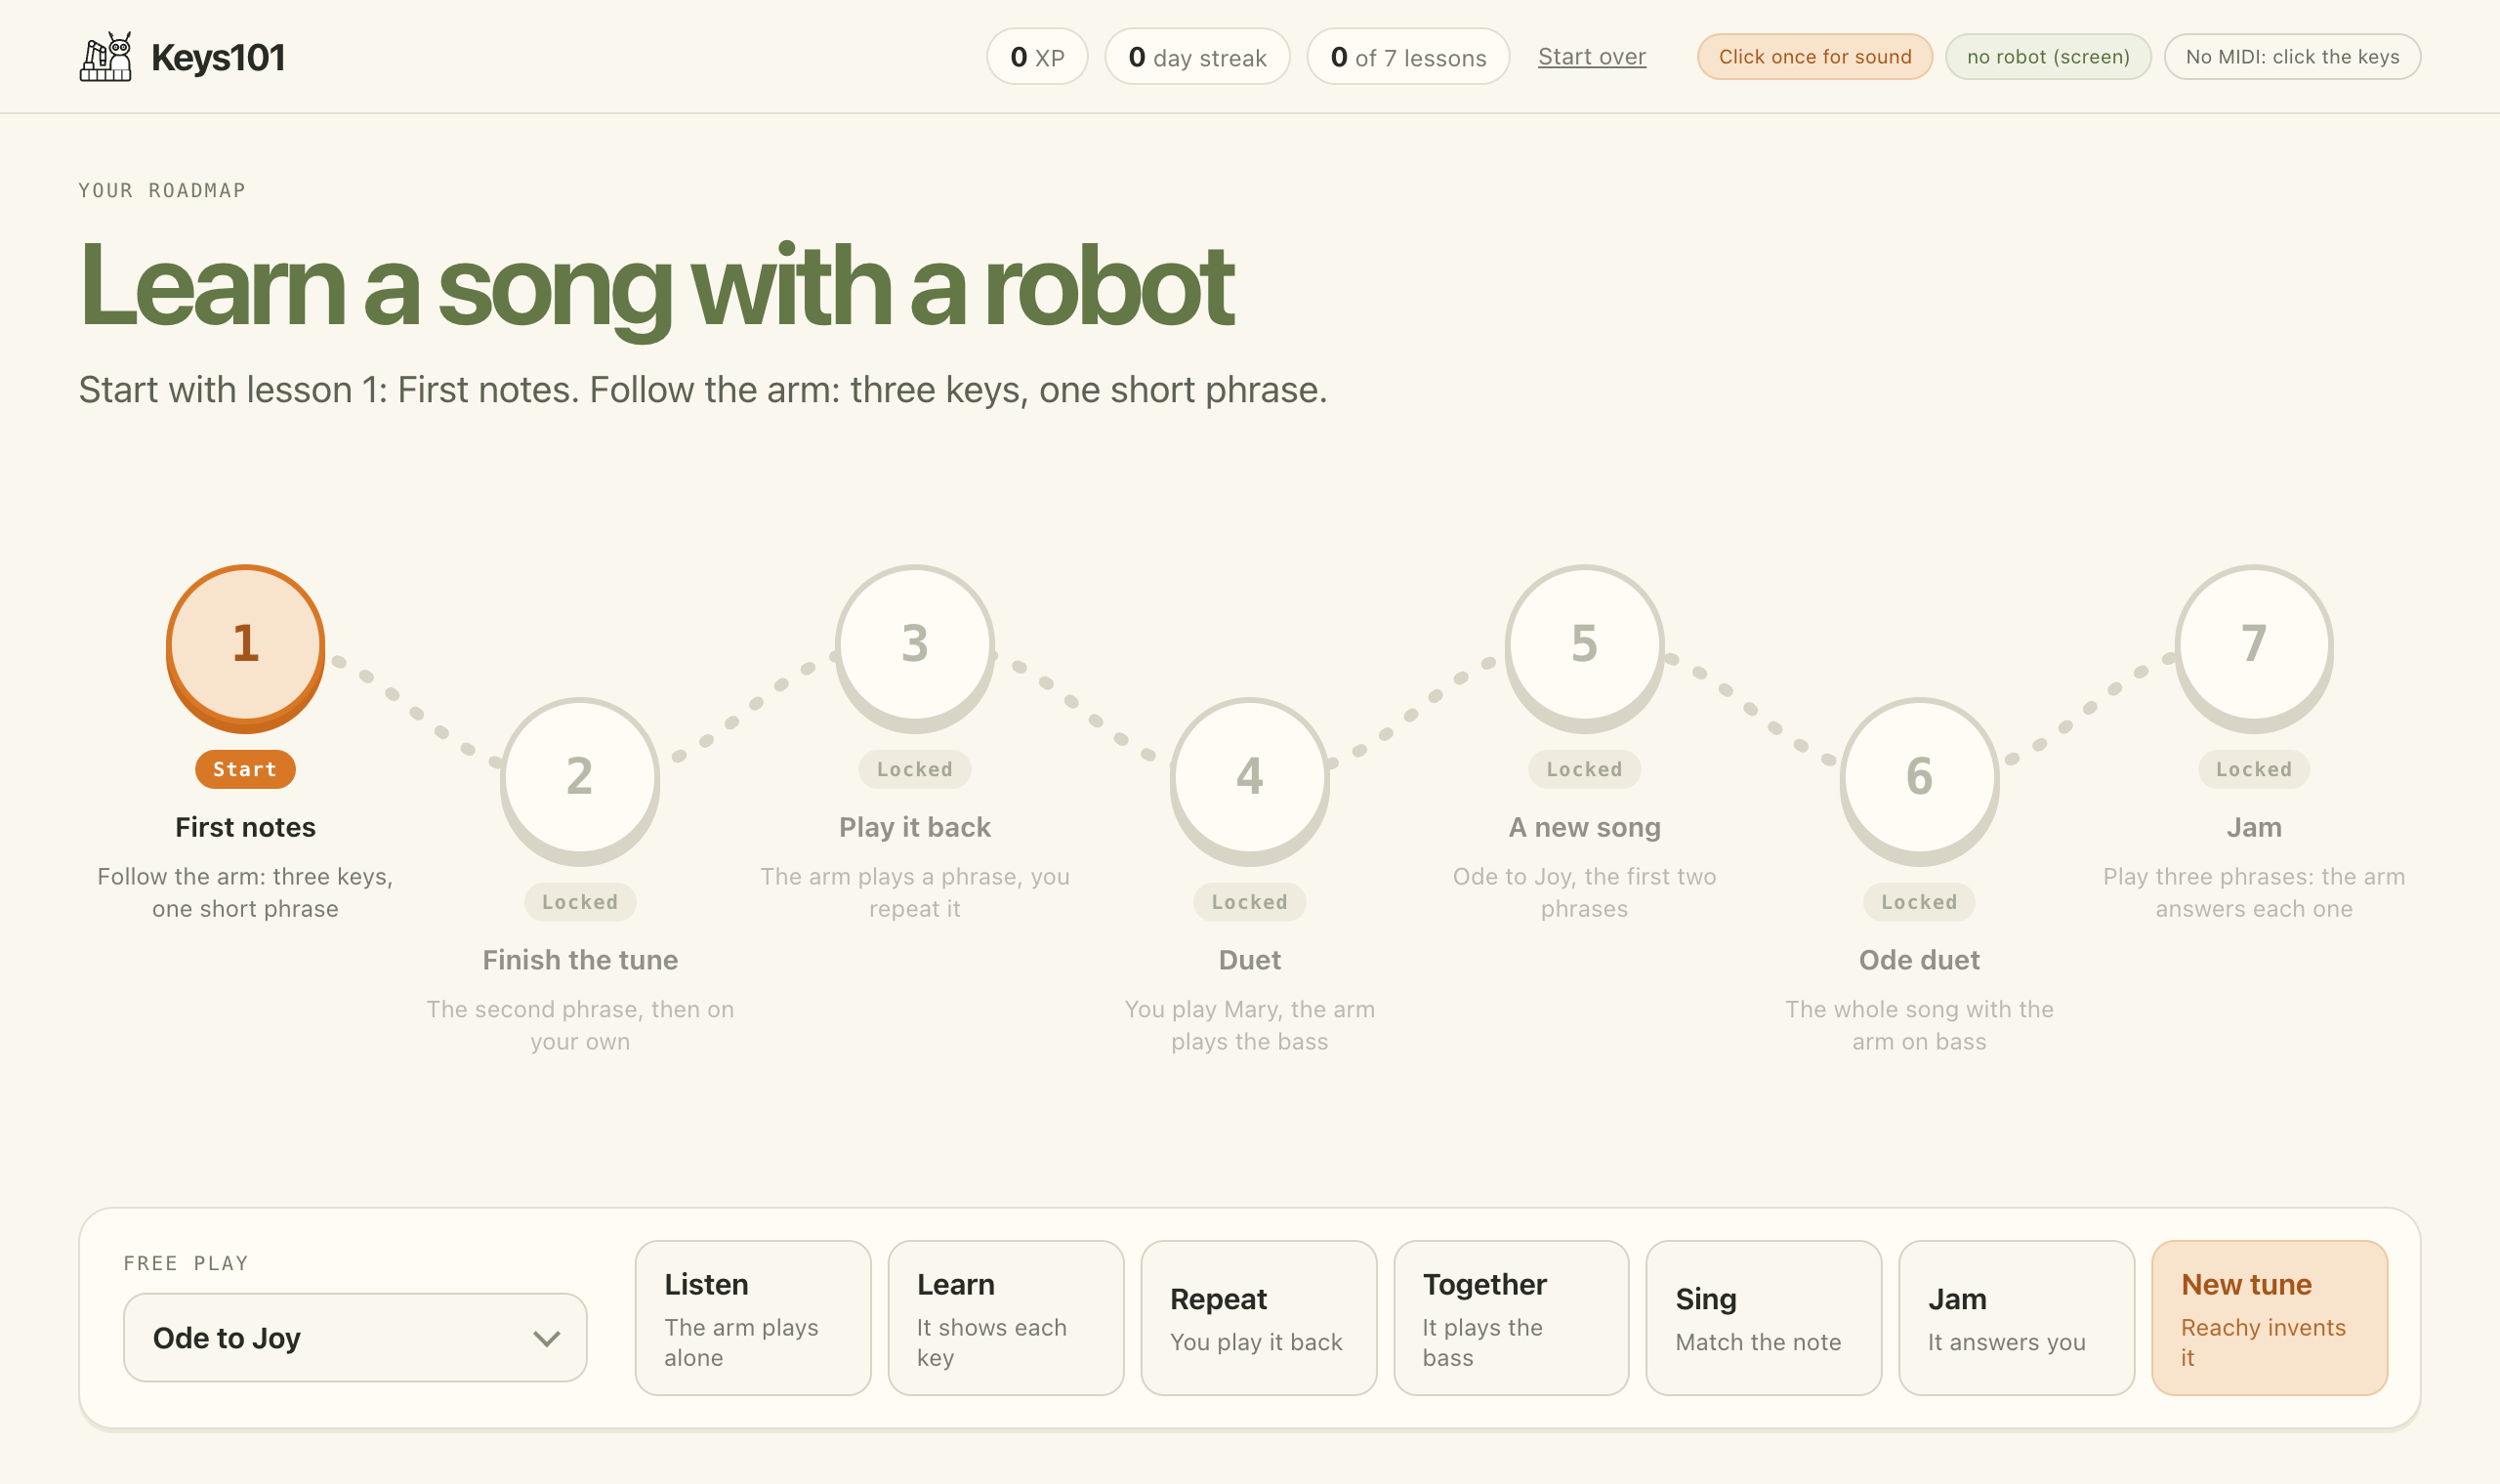 Keys101
0 XP
0 day streak
0 of 7 lessons
Start over
Click once for sound
no robot (screen)
No MIDI: click the keys
YOUR ROADMAP
Learn a song with a robot
Start with lesson 1: First notes. Follow the arm: three keys, one short phrase.
1
Start
First notes
Follow the arm: three keys,
one short phrase
2
Locked
Finish the tune
The second phrase, then on
your own
3
Locked
Play it back
The arm plays a phrase, you
repeat it
4
Locked
Duet
You play Mary, the arm
plays the bass
5
Locked
A new song
Ode to Joy, the first two
phrases
6
Locked
Ode duet
The whole song with the
arm on bass
7
Locked
Jam
Play three phrases: the arm
answers each one
FREE PLAY
Ode to Joy
Listen
The arm plays
alone
Learn
It shows each
key
Repeat
You play it back
Together
It plays the
bass
Sing
Match the note
Jam
It answers you
New tune
Reachy invents
it